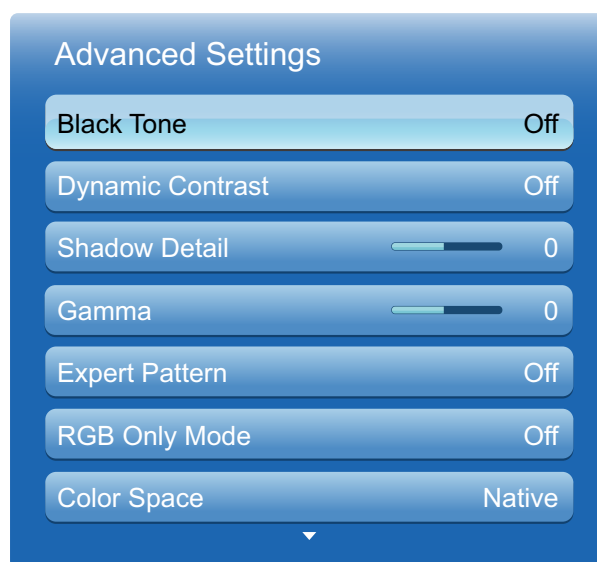 Advanced Settings
Black Tone Off
Dynamic Contrast Off
Shadow Detail 0
Gamma 0
Expert Pattern Off
RGB Only Mode Off
Color Space Native